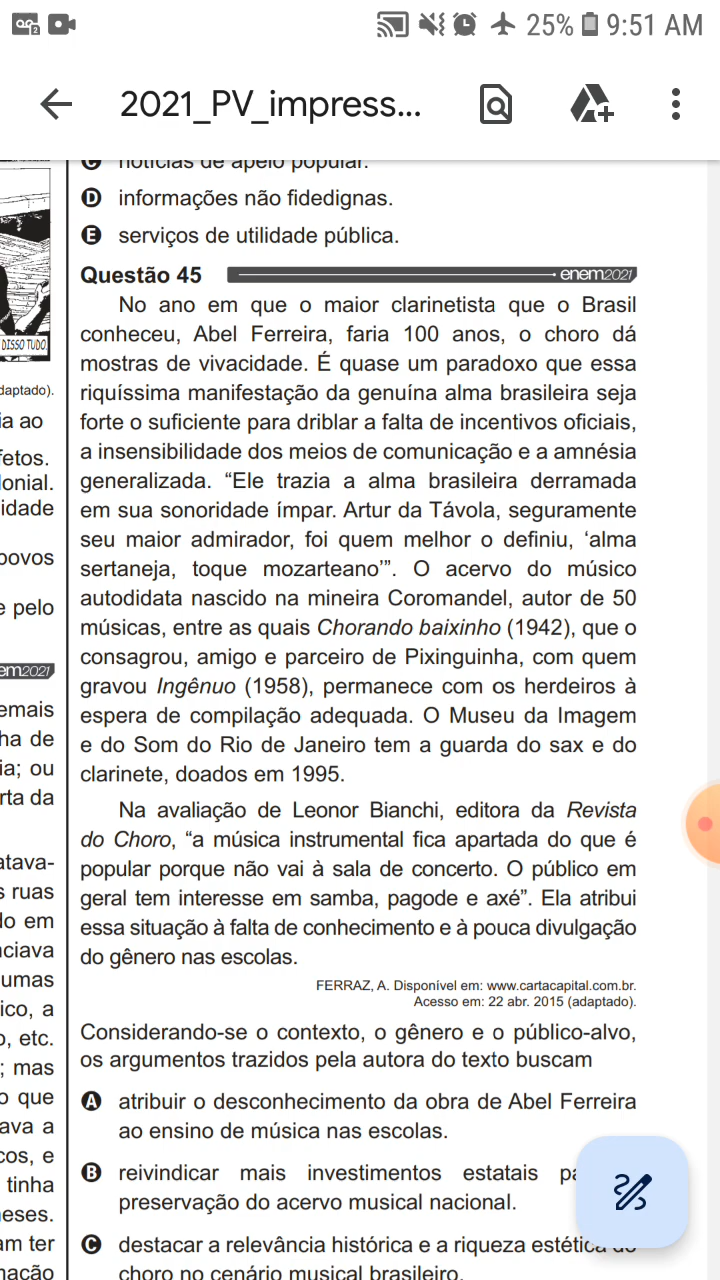 25% 9:51 AM
2021_PV_impress...
notícias de apelo popular.
D informações não fidedignas.
E serviços de utilidade pública.
Questão 45 enem2021
No ano em que o maior clarinetista que o Brasil
conheceu, Abel Ferreira, faria 100 anos, o choro dá
mostras de vivacidade. É quase um paradoxo que essa
riquíssima manifestação da genuína alma brasileira seja
forte o suficiente para driblar a falta de incentivos oficiais,
a insensibilidade dos meios de comunicação e a amnésia
generalizada. “Ele trazia a alma brasileira derramada
em sua sonoridade ímpar. Artur da Távola, seguramente
seu maior admirador, foi quem melhor o definiu, ‘alma
sertaneja, toque mozarteano’”. O acervo do músico
autodidata nascido na mineira Coromandel, autor de 50
músicas, entre as quais Chorando baixinho (1942), que o
consagrou, amigo e parceiro de Pixinguinha, com quem
gravou Ingênuo (1958), permanece com os herdeiros à
espera de compilação adequada. O Museu da Imagem
e do Som do Rio de Janeiro tem a guarda do sax e do
clarinete, doados em 1995.
Na avaliação de Leonor Bianchi, editora da Revista
do Choro, “a música instrumental fica apartada do que é
popular porque não vai à sala de concerto. O público em
geral tem interesse em samba, pagode e axé”. Ela atribui
essa situação à falta de conhecimento e à pouca divulgação
do gênero nas escolas.
FERRAZ, A. Disponível em: www.cartacapital.com.br.
Acesso em: 22 abr. 2015 (adaptado).
Considerando-se o contexto, o gênero e o público-alvo,
os argumentos trazidos pela autora do texto buscam
A atribuir o desconhecimento da obra de Abel Ferreira
ao ensino de música nas escolas.
B reivindicar mais investimentos estatais
preservação do acervo musical nacional.
C destacar a relevância histórica e a riqueza estética do
choro no cenário musical brasileiro.
DISSO TUDO.